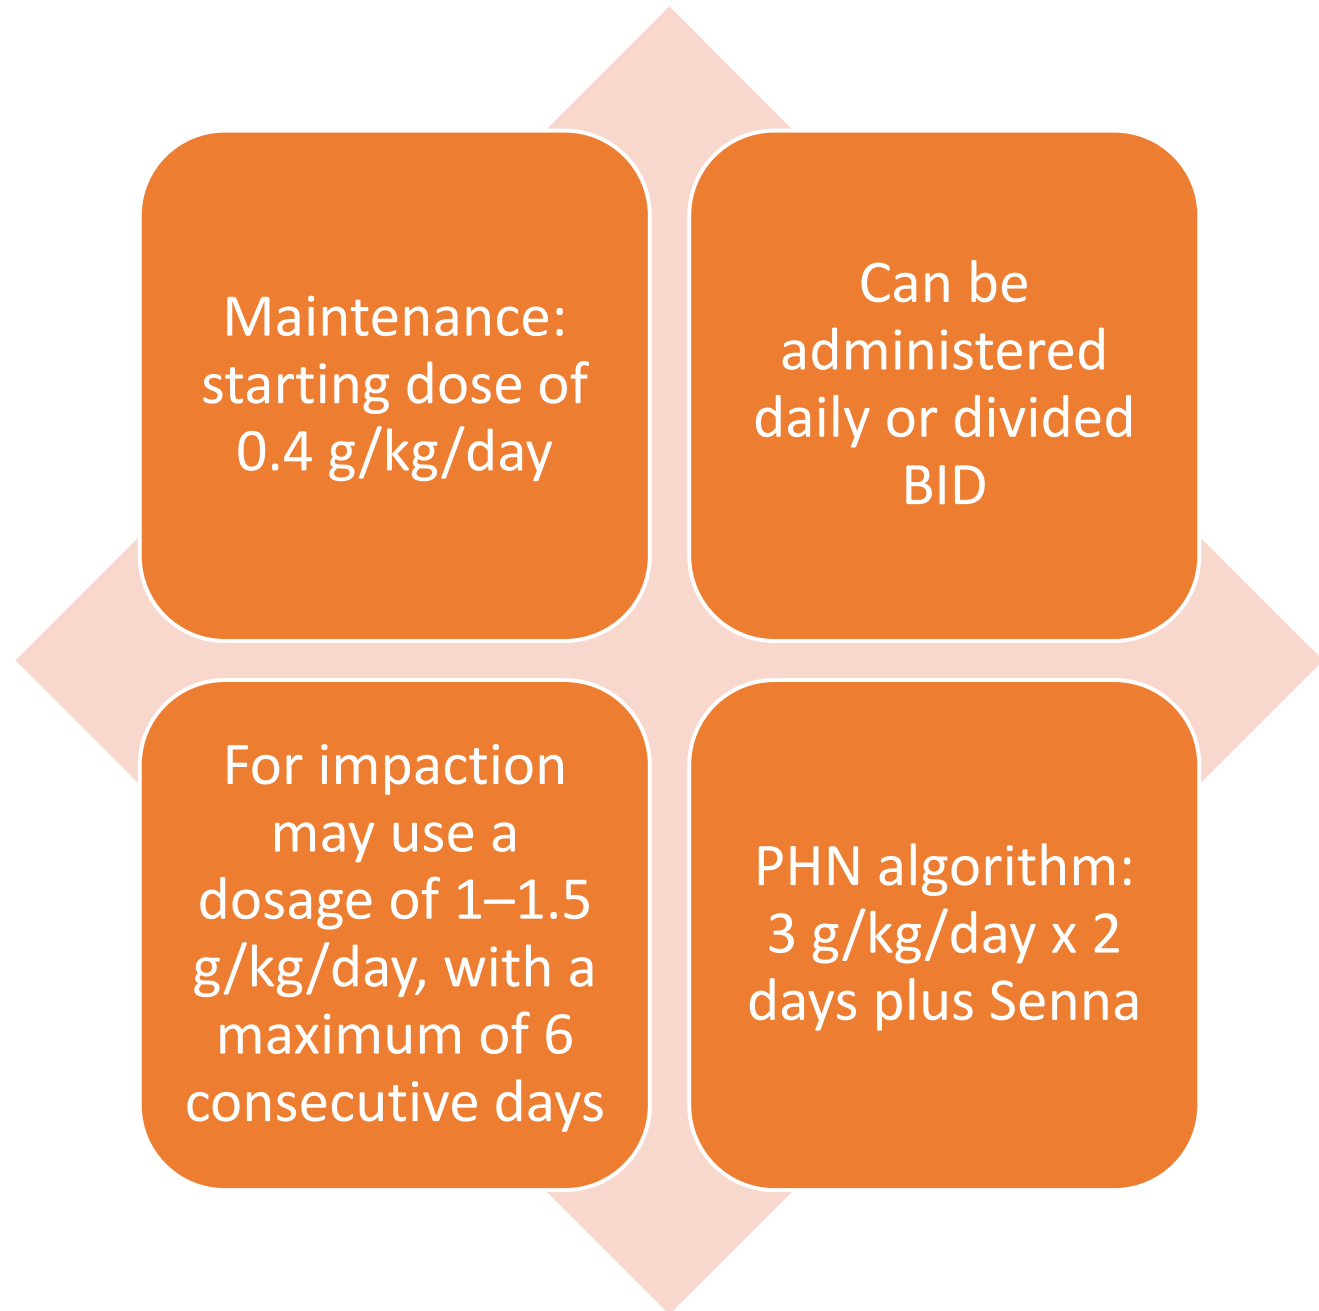 Maintenance:
starting dose of
0.4 g/kg/day
Can be
administered
daily or divided
BID
For impaction
may use a
dosage of 1–1.5
g/kg/day, with a
maximum of 6
consecutive days
PHN algorithm:
3 g/kg/day x 2
days plus Senna